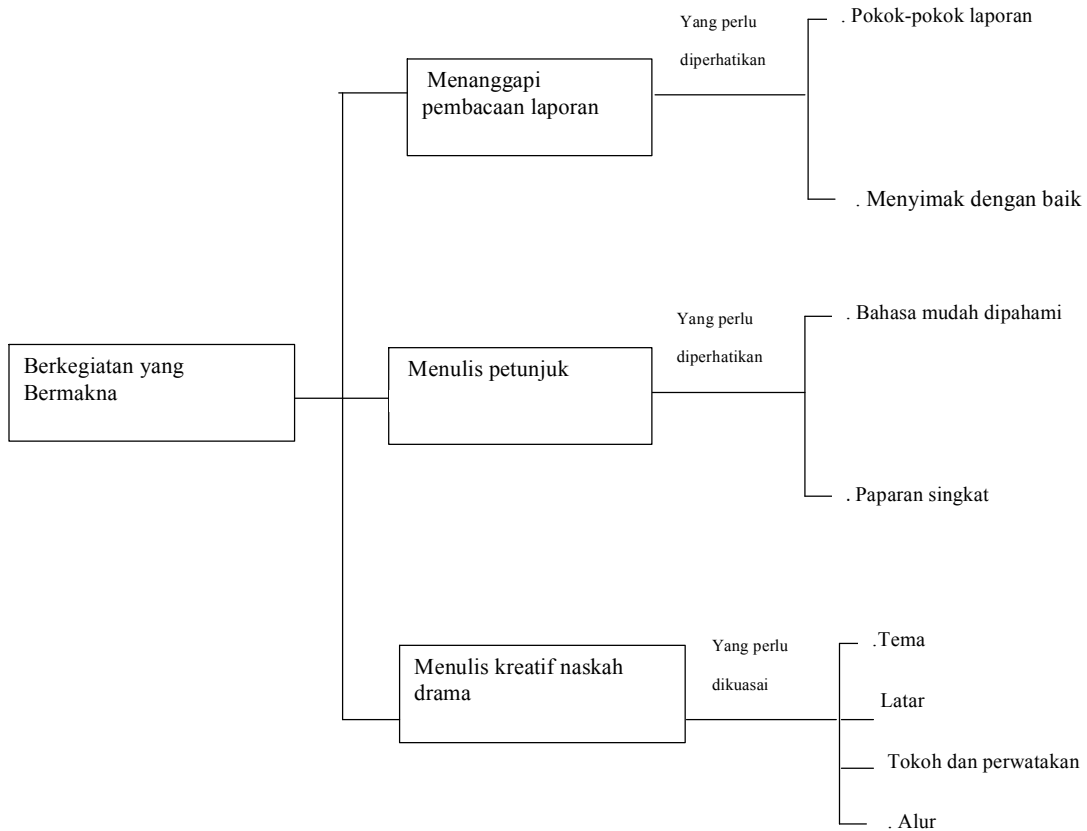 Berkegiatan yang
Bermakna
Menanggapi
pembacaan laporan
Yang perlu
diperhatikan
. Pokok-pokok laporan
. Menyimak dengan baik
Menulis petunjuk
Yang perlu
diperhatikan
. Bahasa mudah dipahami
. Paparan singkat
Menulis kreatif naskah
drama
Yang perlu
dikuasai
.Tema
Latar
Tokoh dan perwatakan
. Alur